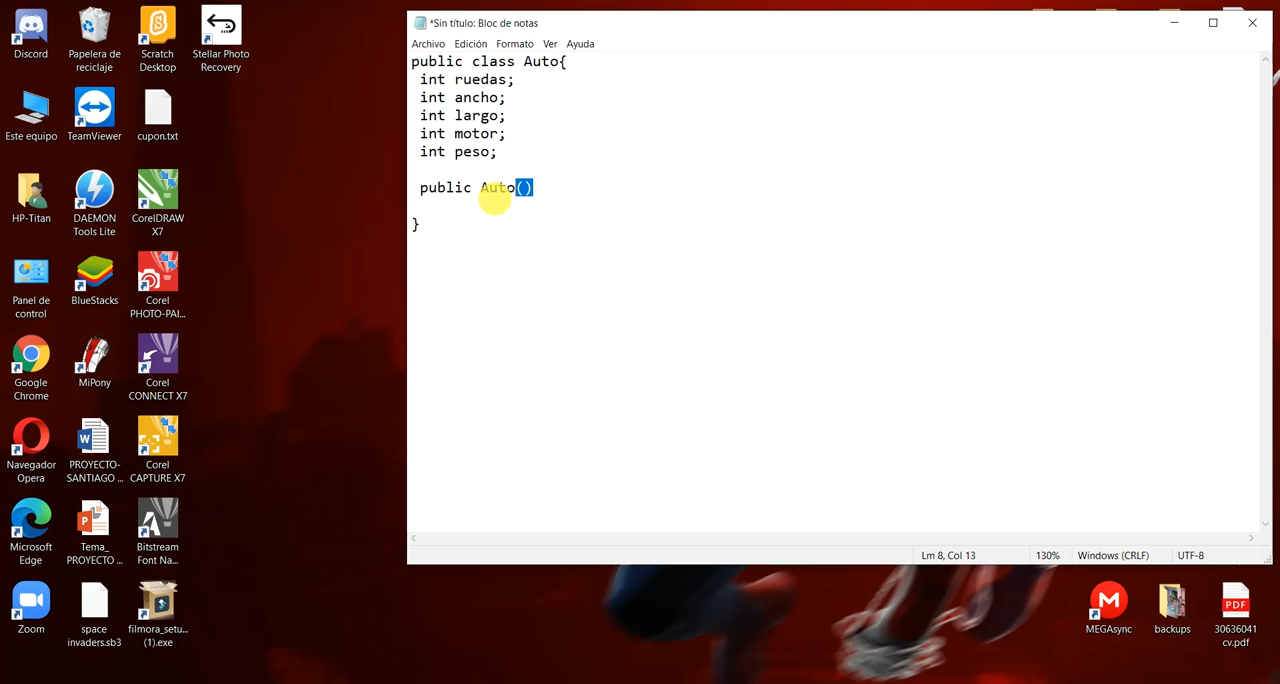 Discord
Papelera de
reciclaje
Scratch
Desktop
Stellar Photo
Recovery
Este equipo
TeamViewer
cupon.txt
HP-Titan
DAEMON
Tools Lite
CorelDRAW
X7
Panel de
control
BlueStacks
Corel
PHOTO-PAI...
Google
Chrome
MiPony
Corel
CONNECT X7
Navegador
Opera
PROYECTO-
SANTIAGO ...
Corel
CAPTURE X7
Microsoft
Edge
Tema_
PROYECTO ...
Bitstream
Font Na...
Zoom
space
invaders.sb3
filmora_setu...
(1).exe
*Sin título: Bloc de notas
Archivo Edición Formato Ver Ayuda
public class Auto{
int ruedas;
int ancho;
int largo;
int motor;
int peso;
public Auto()
}
Lm 8, Col 13 130% Windows (CRLF) UTF-8
MEGAsync
backups
PDF
30636041
cv.pdf